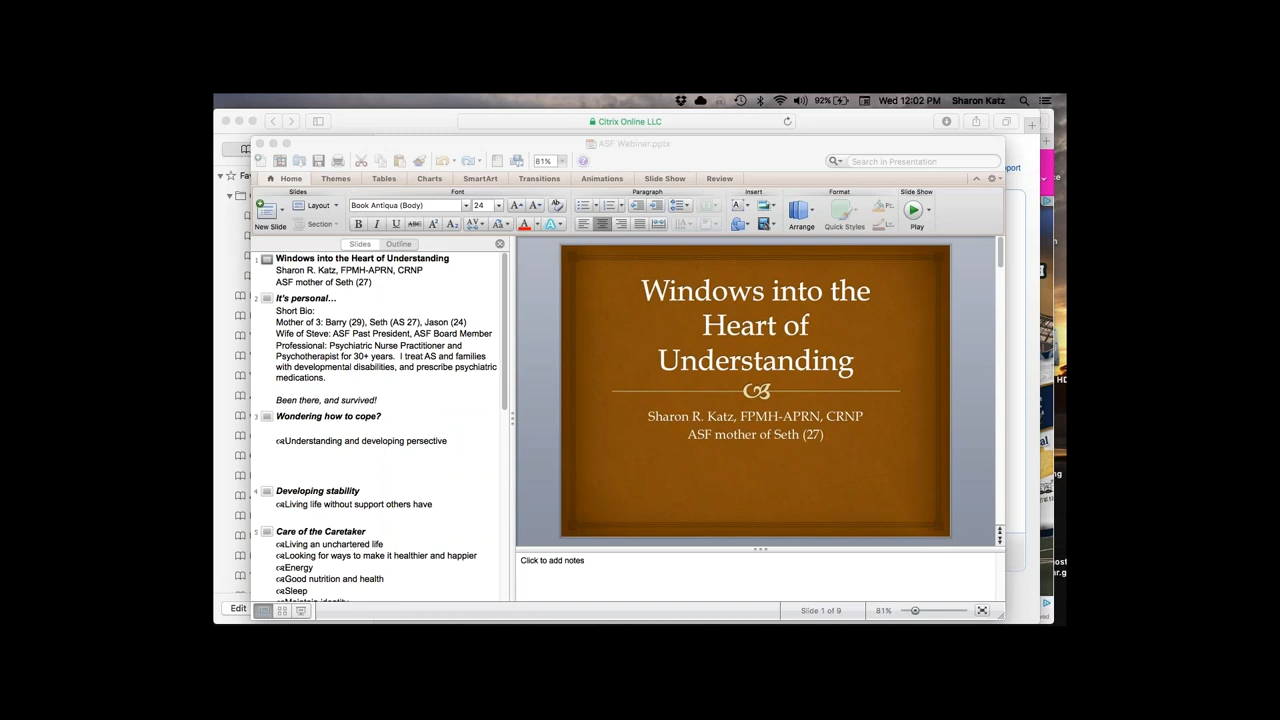 92%
Wed 12:02 PM
Sharon Katz
Citrix Online LLC
ASF Webinar.pptx
81%
Search in Presentation
Home Themes Tables Charts SmartArt Transitions Animations Slide Show Review
Slides Font Paragraph Insert Format Slide Show
New Slide
Layout
Section
Book Antiqua (Body)
24
Arrange
Quick Styles
Play
Slides Outline
1 Windows into the Heart of Understanding
Sharon R. Katz, FPMH-APRN, CRNP
ASF mother of Seth (27)
2 It's personal…
Short Bio:
Mother of 3: Barry (29), Seth (AS 27), Jason (24)
Wife of Steve: ASF Past President, ASF Board Member
Professional: Psychiatric Nurse Practitioner and
Psychotherapist for 30+ years. I treat AS and families
with developmental disabilities, and prescribe psychiatric
medications.
Been there, and survived!
3 Wondering how to cope?
Understanding and developing persective
4 Developing stability
Living life without support others have
5 Care of the Caretaker
Living an unchartered life
Looking for ways to make it healthier and happier
Energy
Good nutrition and health
Sleep
Maintain identity
Windows into the
Heart of
Understanding
Sharon R. Katz, FPMH-APRN, CRNP
ASF mother of Seth (27)
Click to add notes
Edit
Slide 1 of 9
81%